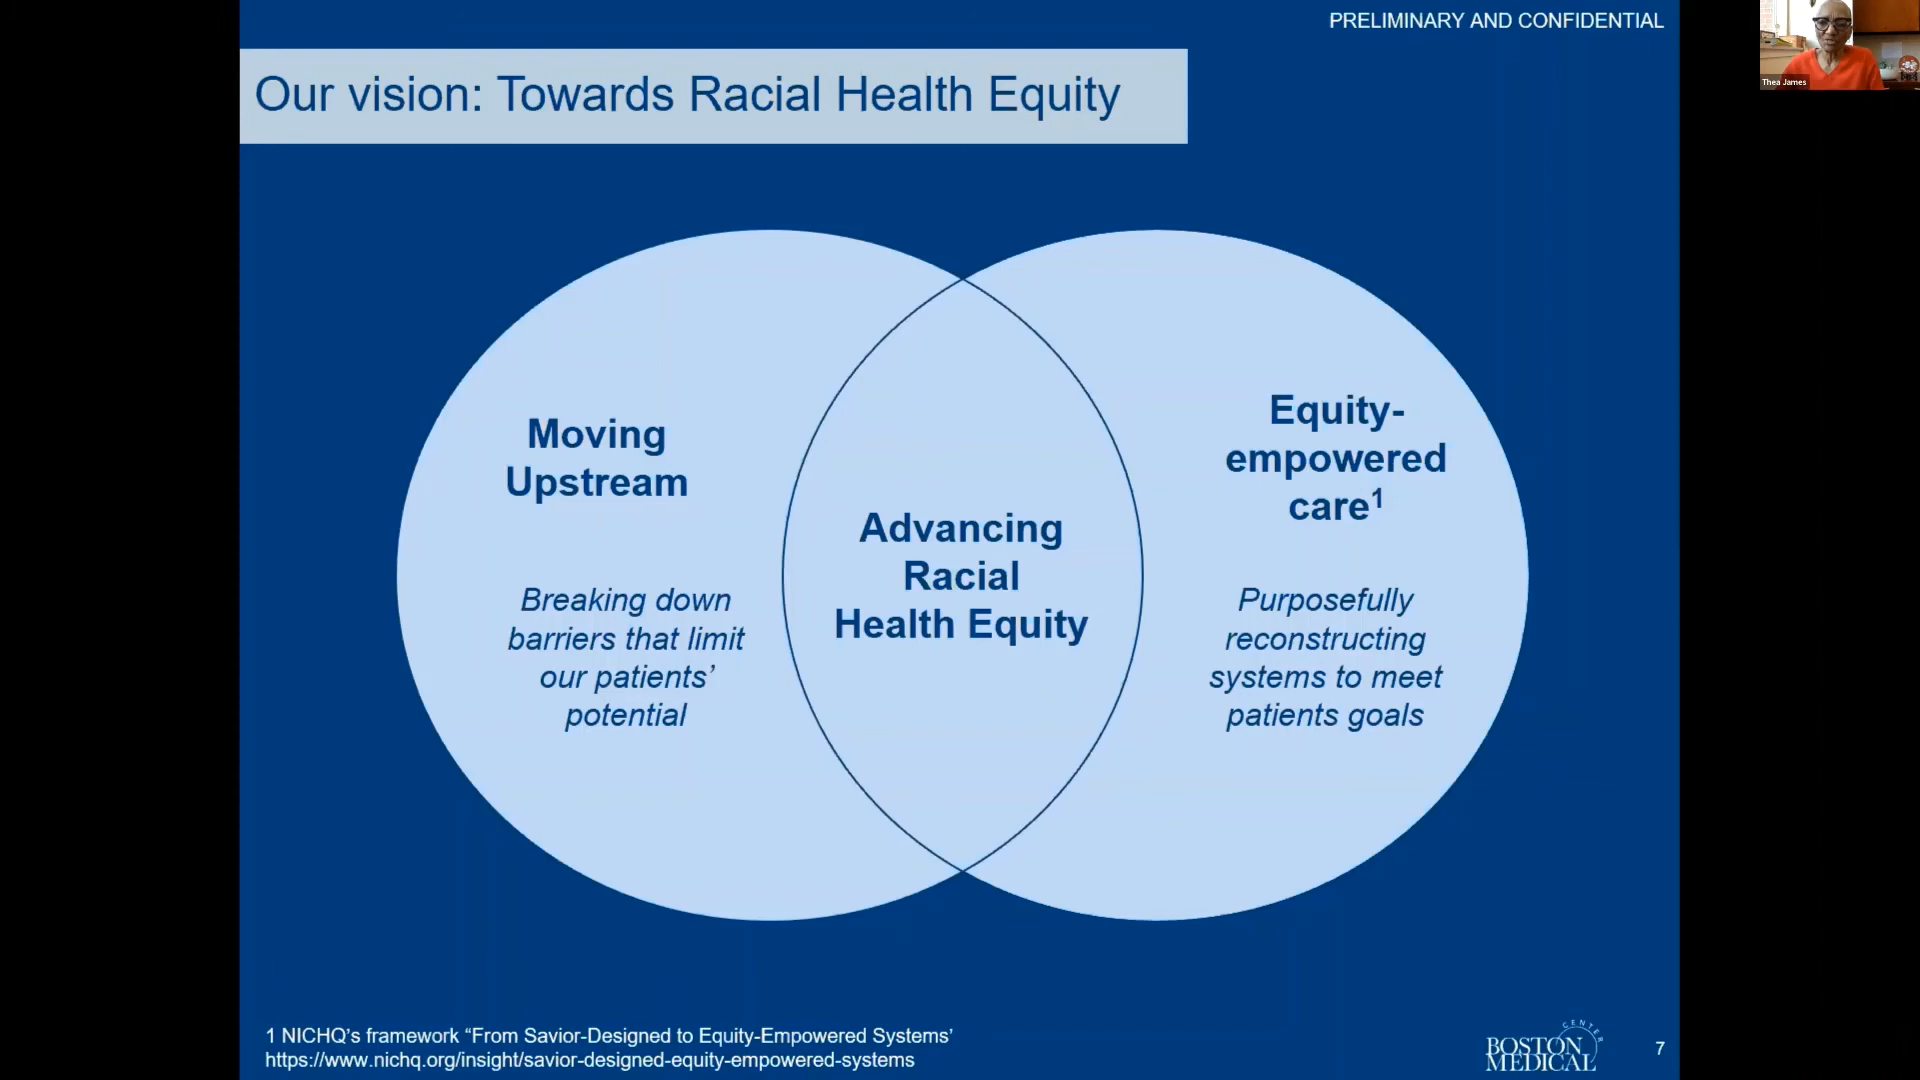 PRELIMINARY AND CONFIDENTIAL
Thea James
Our vision: Towards Racial Health Equity
Moving
Upstream
Breaking down
barriers that limit
our patients’
potential
Advancing
Racial
Health Equity
Equity-
empowered
care¹
Purposefully
reconstructing
systems to meet
patients goals
1 NICHQ’s framework “From Savior-Designed to Equity-Empowered Systems’
https://www.nichq.org/insight/savior-designed-equity-empowered-systems
BOSTON
MEDICAL
CENTER
7